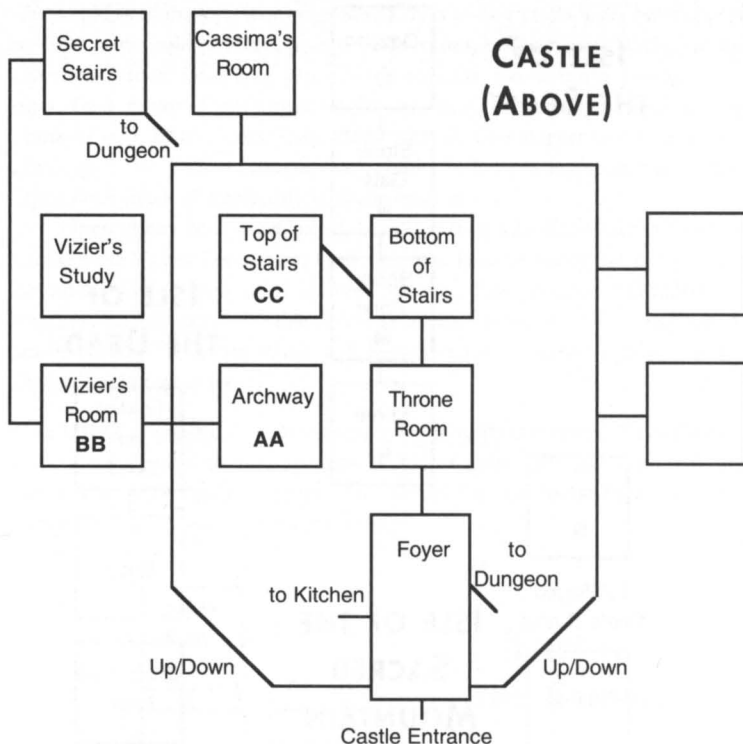 Secret
Stairs
Cassima's
Room
CASTLE
(ABOVE)
to
Dungeon
Vizier's
Study
Top of
Stairs
CC
Bottom
of
Stairs
Vizier's
Room
BB
Archway
AA
Throne
Room
Foyer
to
Dungeon
to Kitchen
Up/Down
Up/Down
Castle Entrance